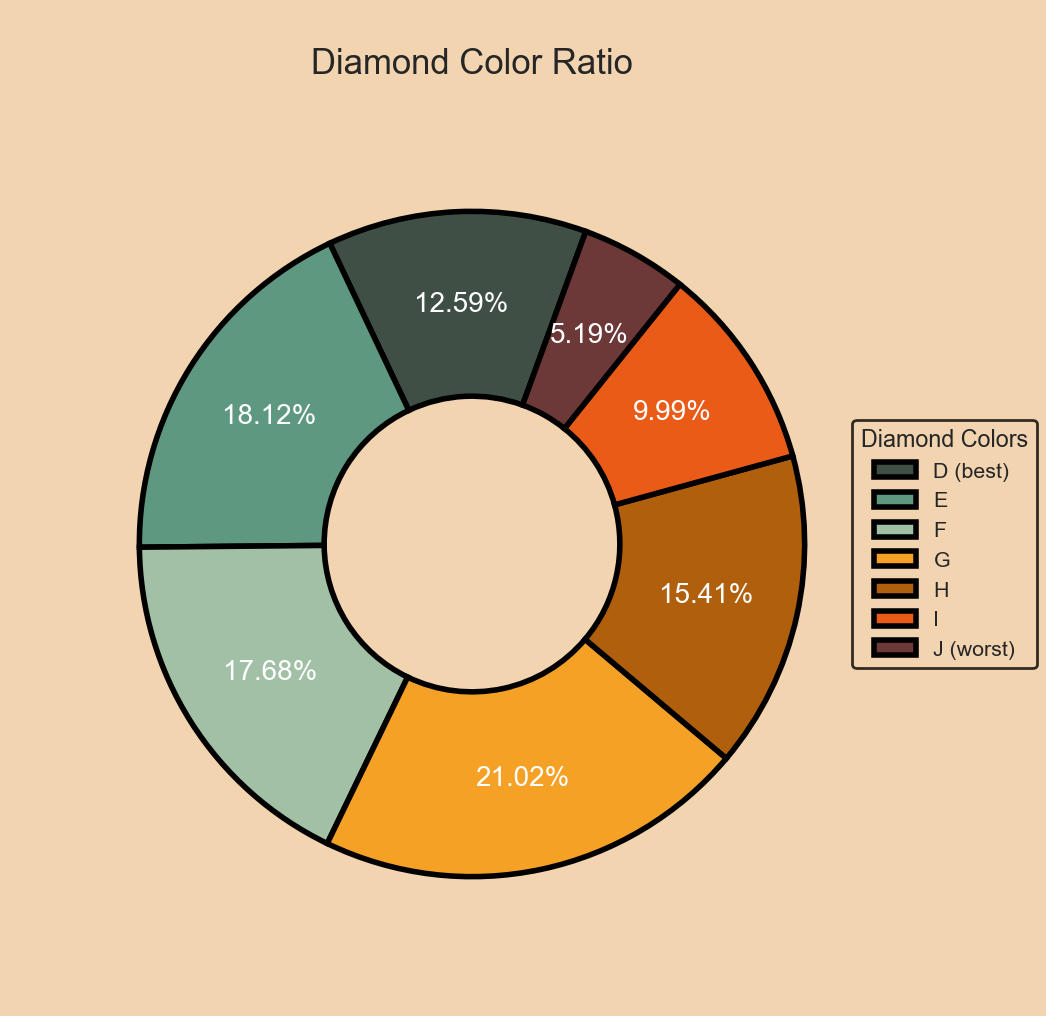 Diamond Color Ratio
12.59%
5.19%
9.99%
18.12%
15.41%
17.68%
21.02%
Diamond Colors
D (best)
E
F
G
H
I
J (worst)